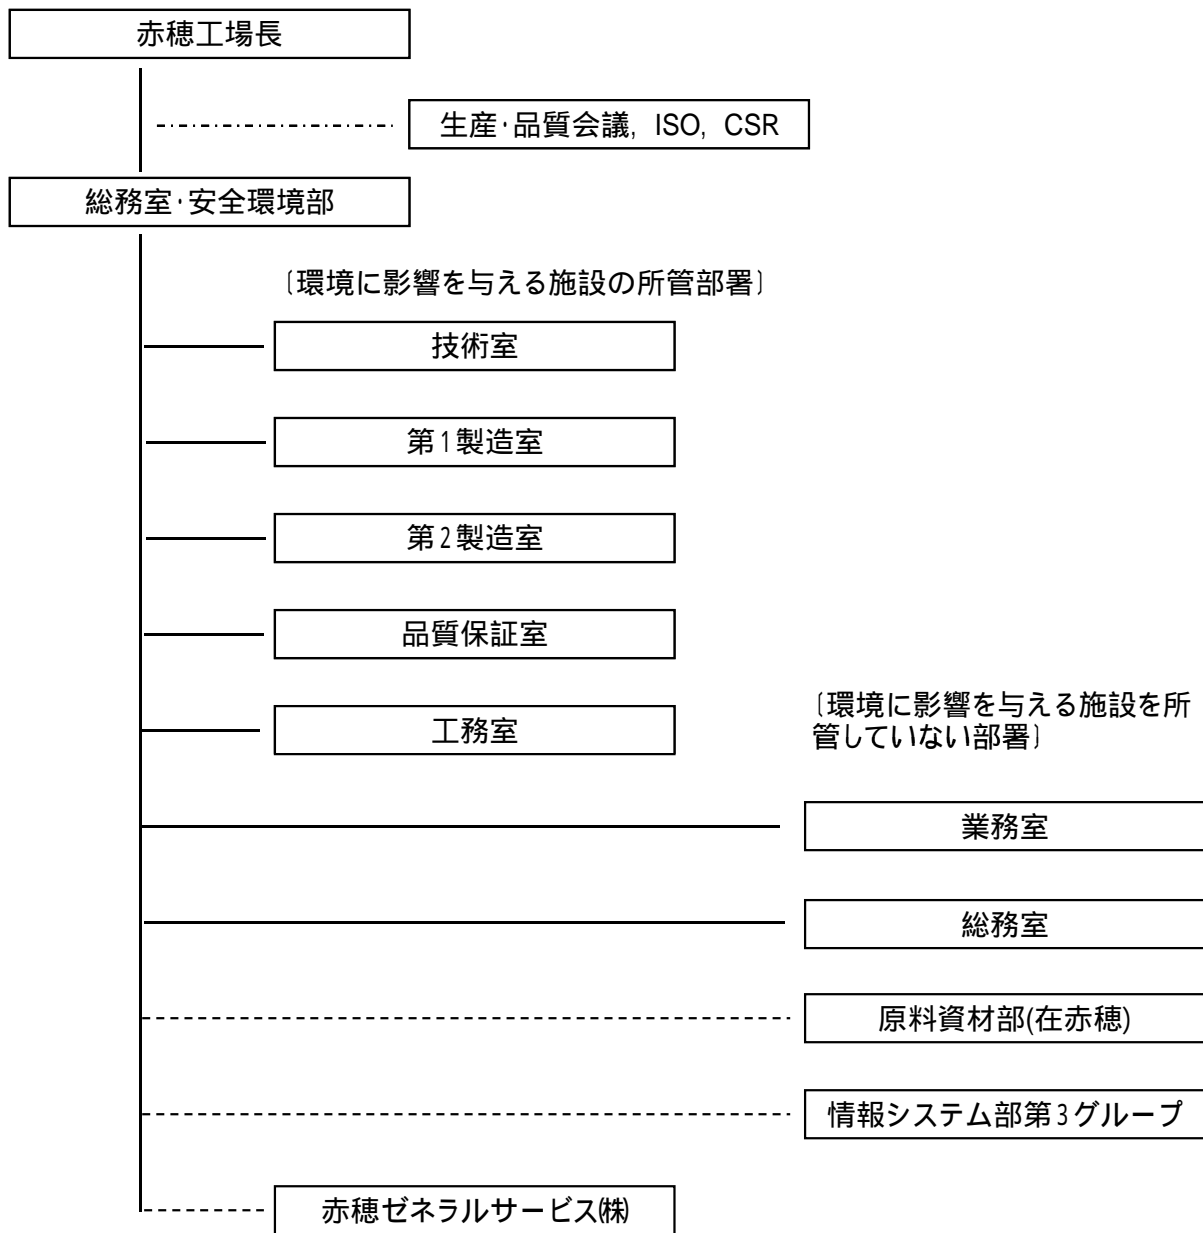 赤穂工場長
生産・品質会議, ISO, CSR
総務室・安全環境部
〔環境に影響を与える施設の所管部署〕
技術室
第1製造室
第2製造室
品質保証室
工務室
〔環境に影響を与える施設を所
管していない部署〕
業務室
総務室
原料資材部(在赤穂)
情報システム部第3グループ
赤穂ゼネラルサービス㈱